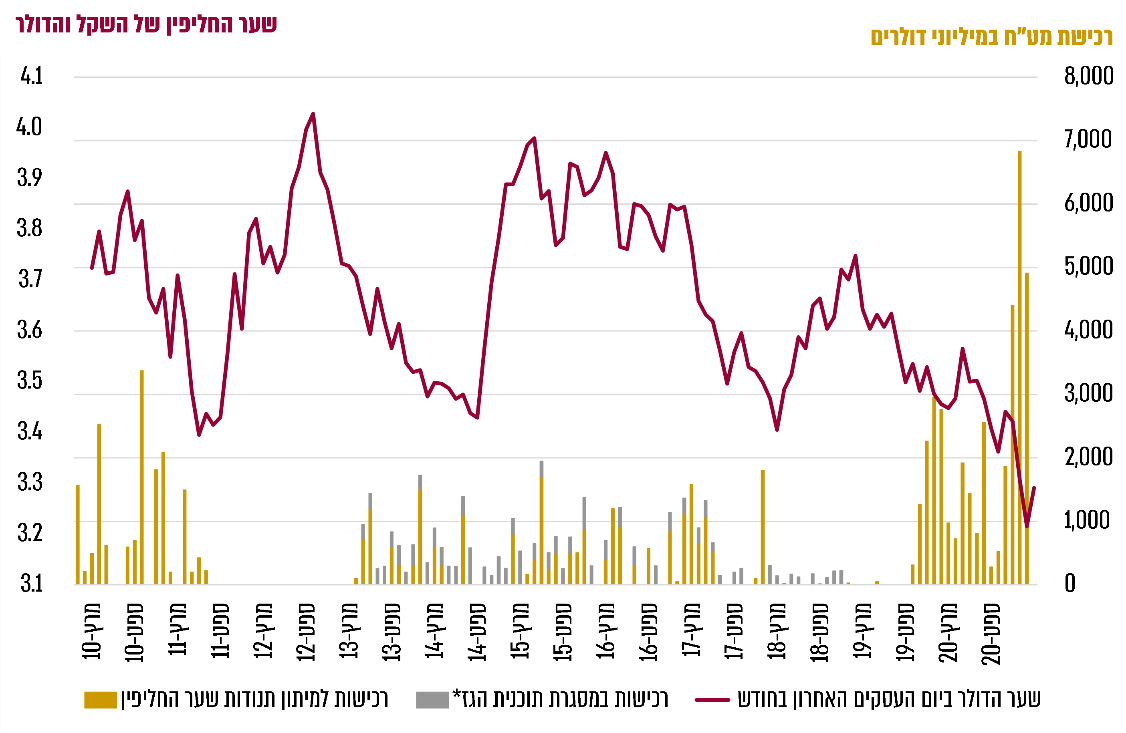 שער החליפין של השקל והדולר
רכישת מט"ח במיליוני דולרים
4.1
4.0
3.9
3.8
3.7
3.6
3.5
3.4
3.3
3.2
3.1
8,000
7,000
6,000
5,000
4,000
3,000
2,000
1,000
0
מרץ-10
ספט-10
מרץ-11
ספט-11
מרץ-12
ספט-12
מרץ-13
ספט-13
מרץ-14
ספט-14
מרץ-15
ספט-15
מרץ-16
ספט-16
מרץ-17
ספט-17
מרץ-18
ספט-18
מרץ-19
ספט-19
מרץ-20
ספט-20
שער הדולר ביום העסקים האחרון בחודש
רכישות במסגרת תוכנית הגז*
רכישות למיתון תנודות שער החליפין